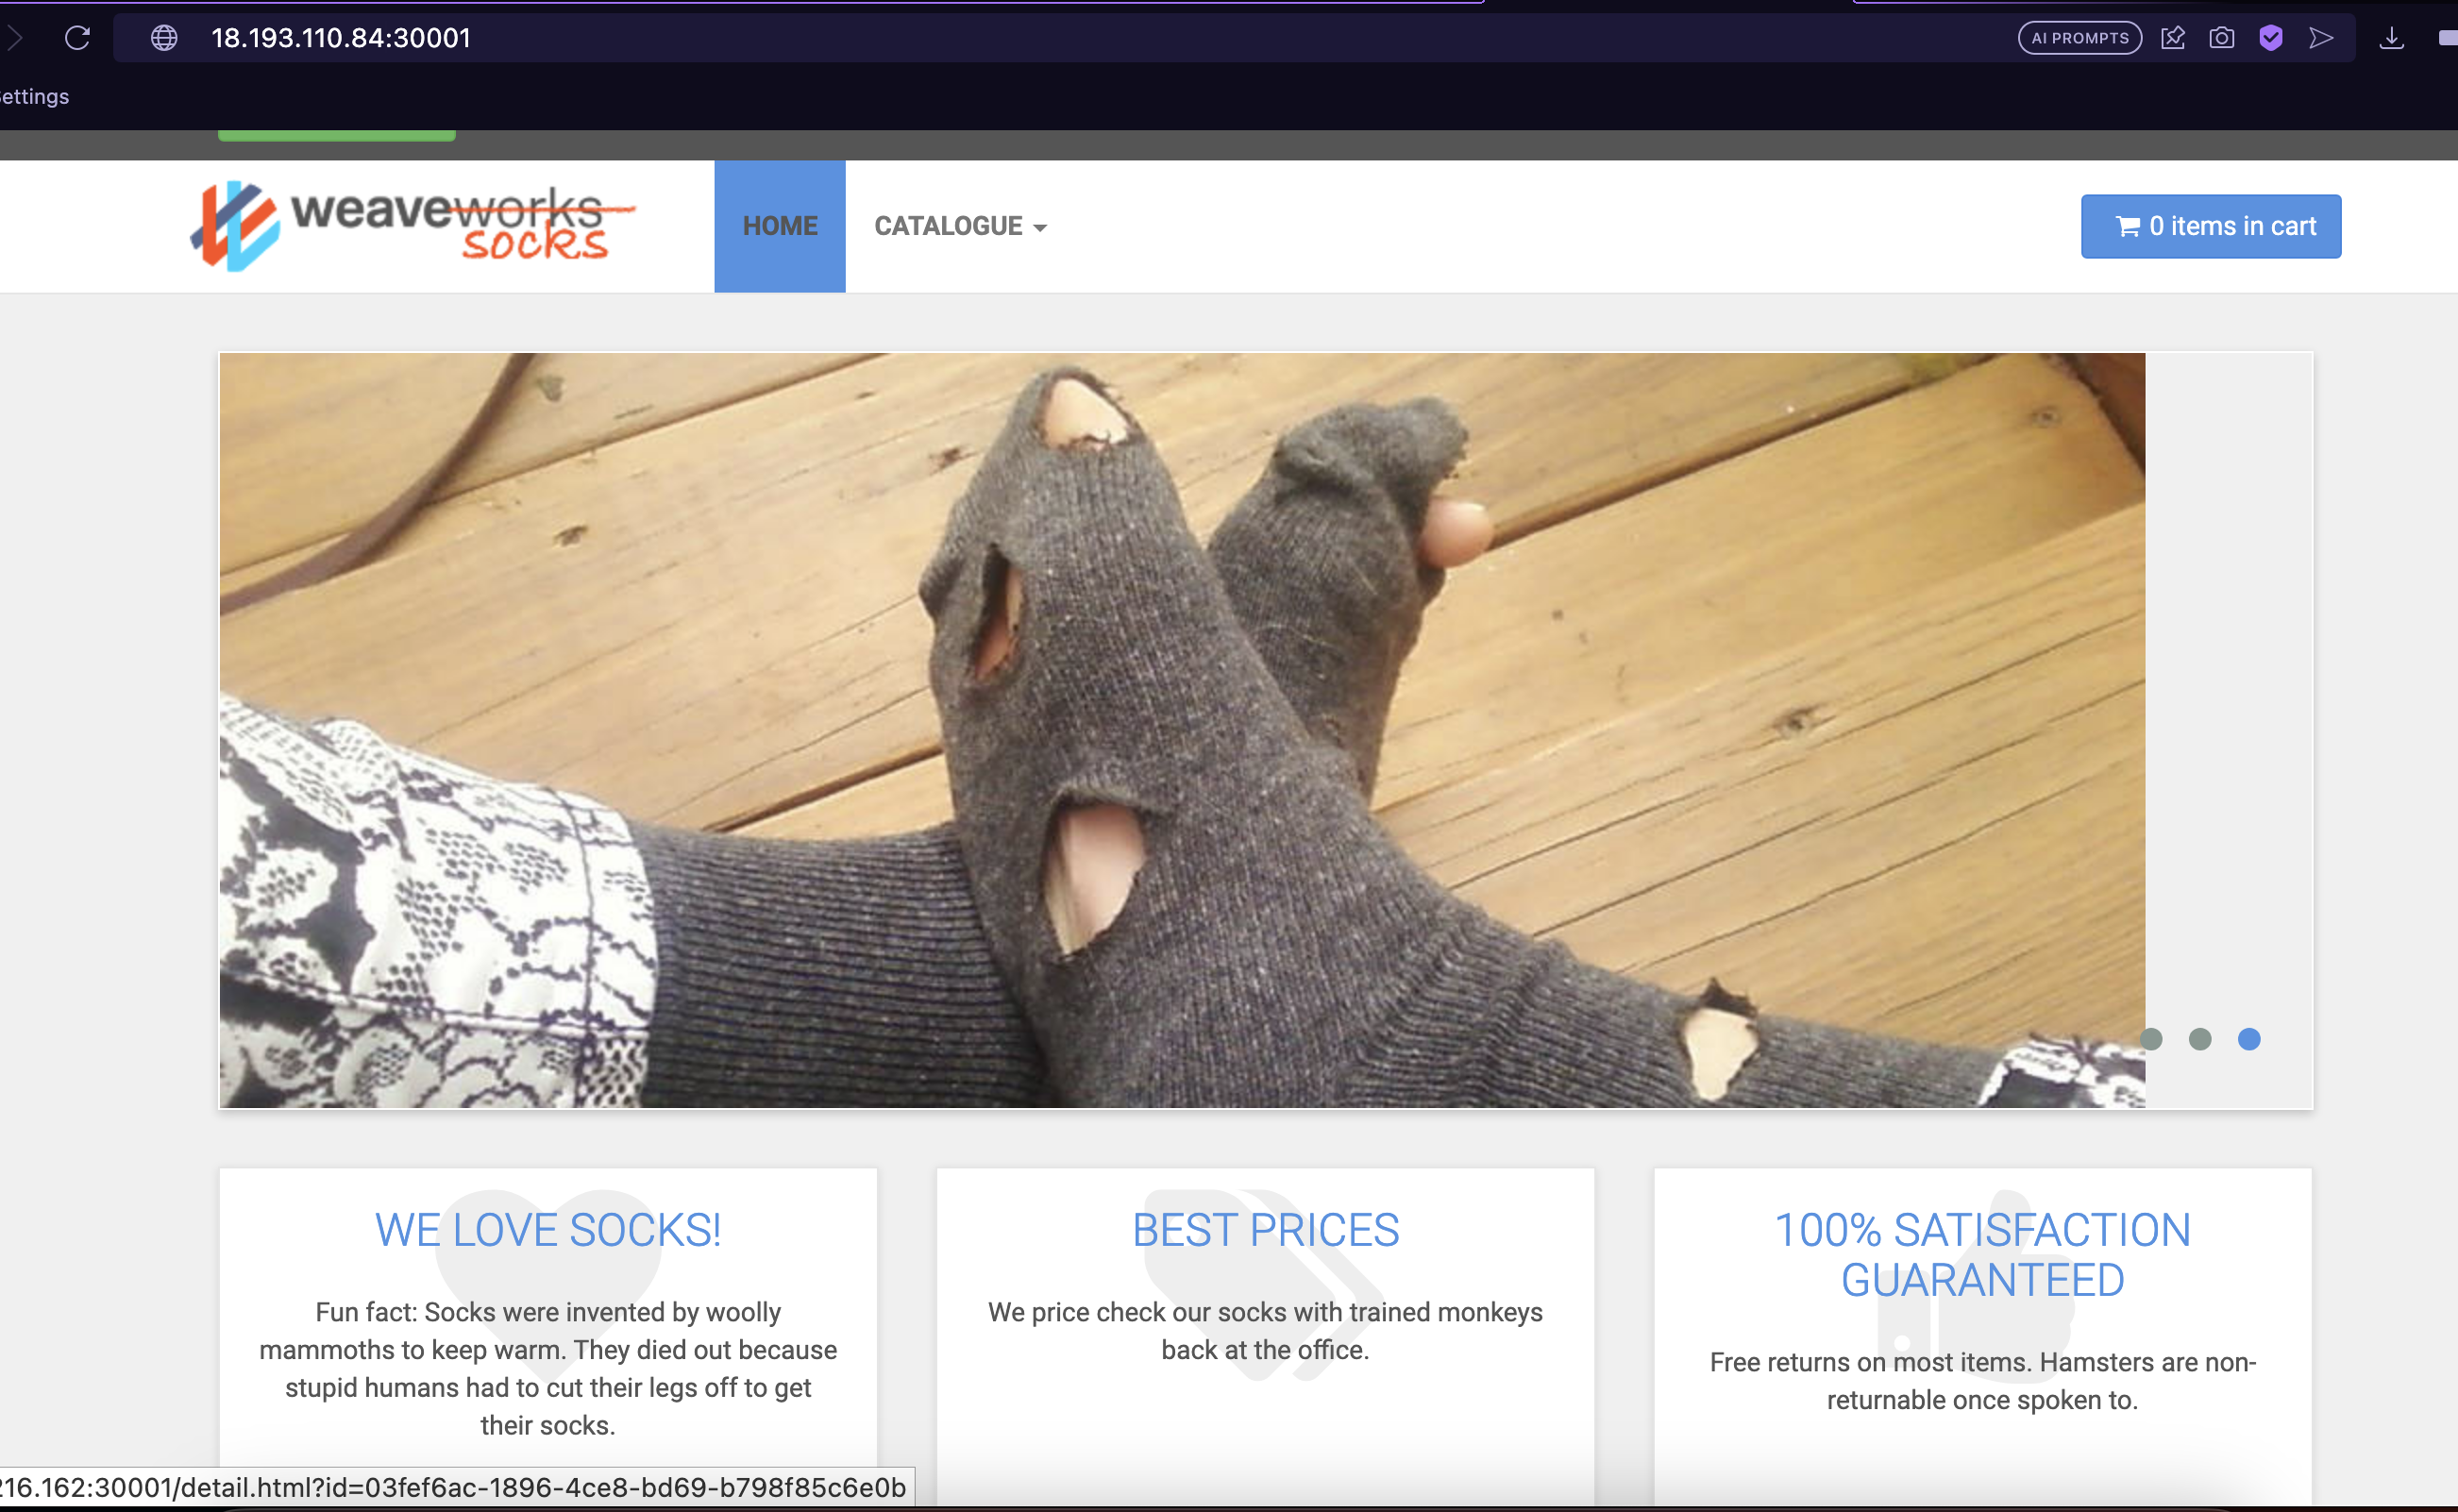 18.193.110.84:30001
AI PROMPTS
ettings
weaveworks
socks
HOME
CATALOGUE
0 items in cart
WE LOVE SOCKS!
Fun fact: Socks were invented by woolly
mammoths to keep warm. They died out because
stupid humans had to cut their legs off to get
their socks.
BEST PRICES
We price check our socks with trained monkeys
back at the office.
100% SATISFACTION
GUARANTEED
Free returns on most items. Hamsters are non-
returnable once spoken to.
216.162:30001/detail.html?id=03fef6ac-1896-4ce8-bd69-b798f85c6e0b